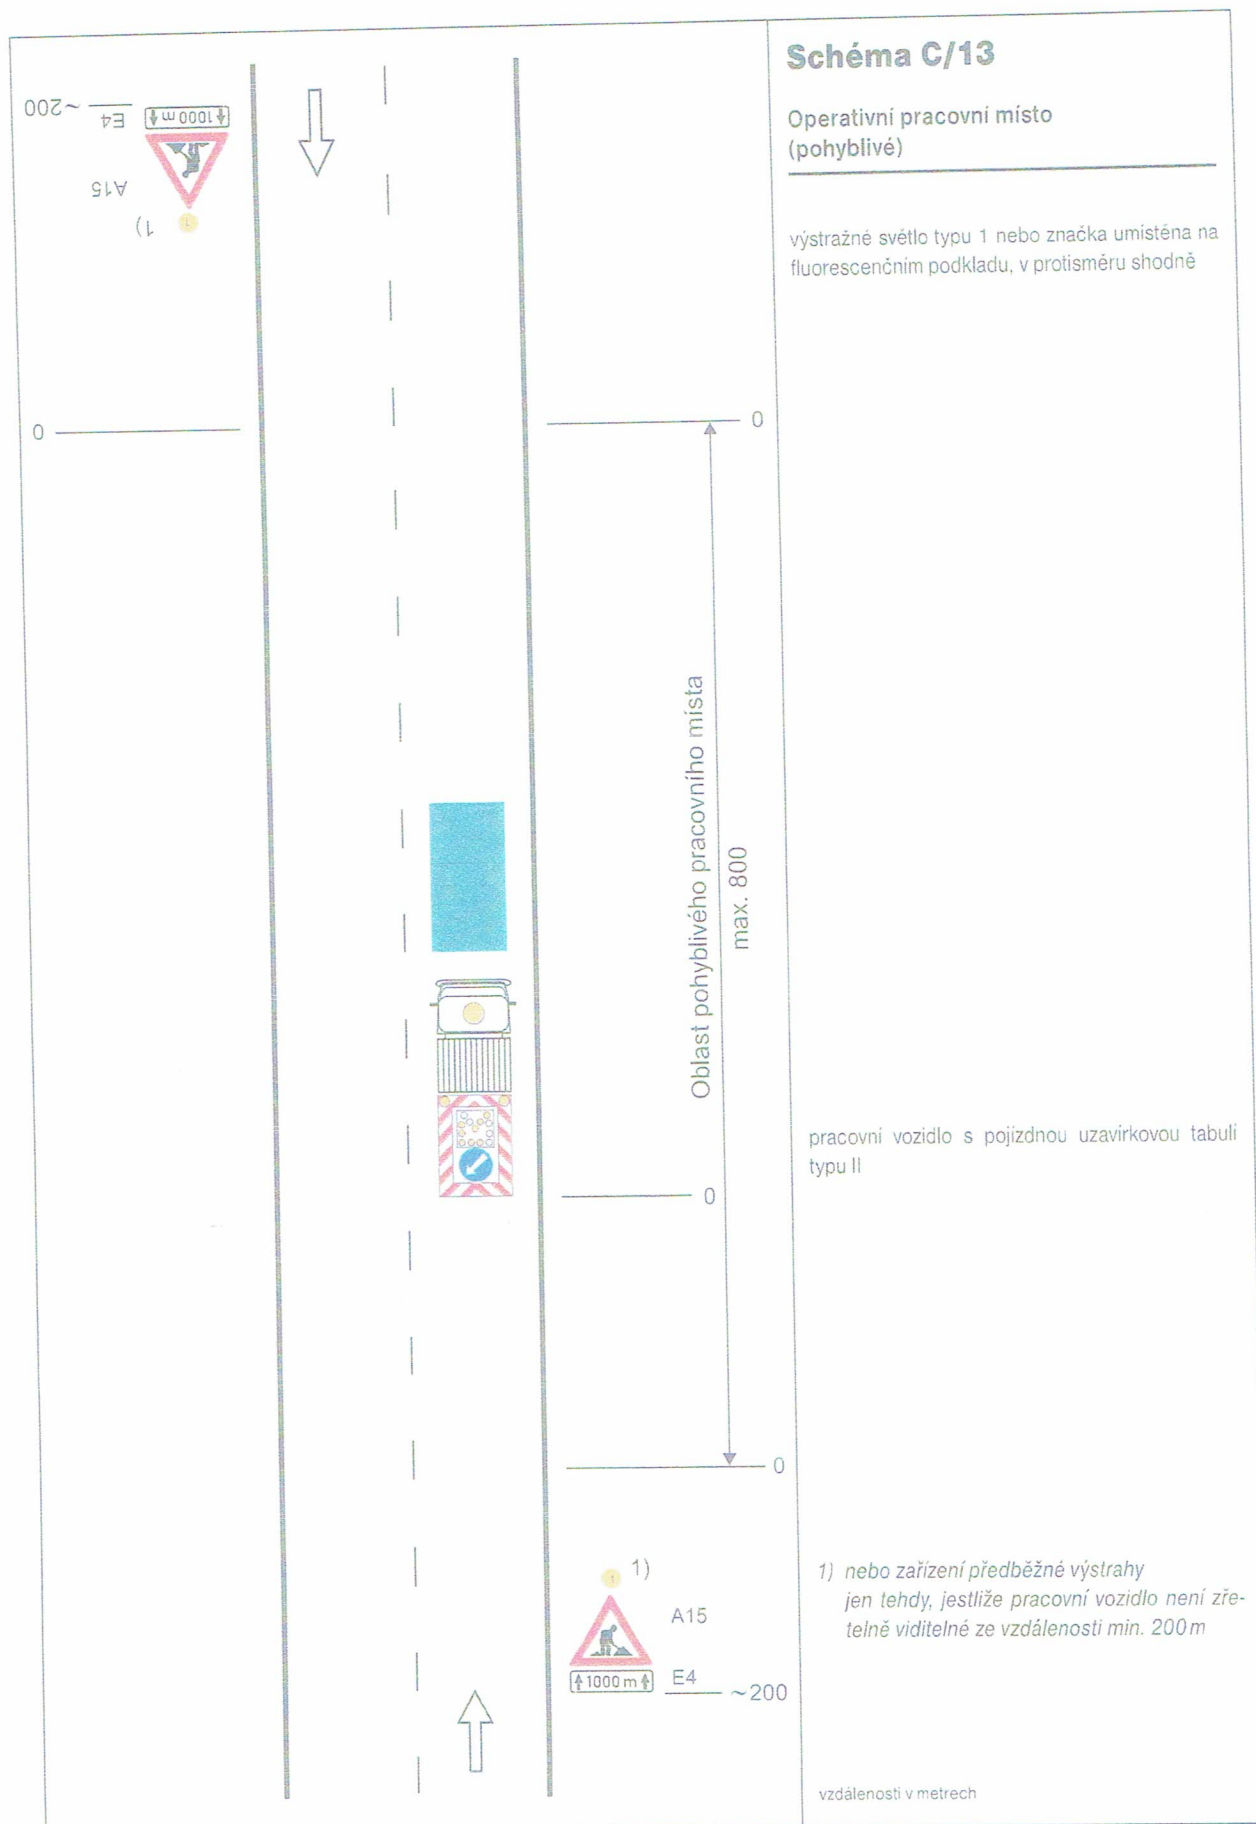 Schéma C/13
Operativní pracovní místo
(pohyblivé)
výstražné světlo typu 1 nebo značka umístěna na
fluorescenčním podkladu, v protisměru shodně
~200
E4
1000 m
A15
1)
1
0
0
Oblast pohyblivého pracovního místa
max. 800
pracovní vozidlo s pojízdnou uzavírkovou tabulí
typu II
0
0
1)
1
A15
1000 m
E4
~200
1) nebo zařízení předběžné výstrahy
jen tehdy, jestliže pracovní vozidlo není zře-
telně viditelné ze vzdálenosti min. 200 m
vzdálenosti v metrech